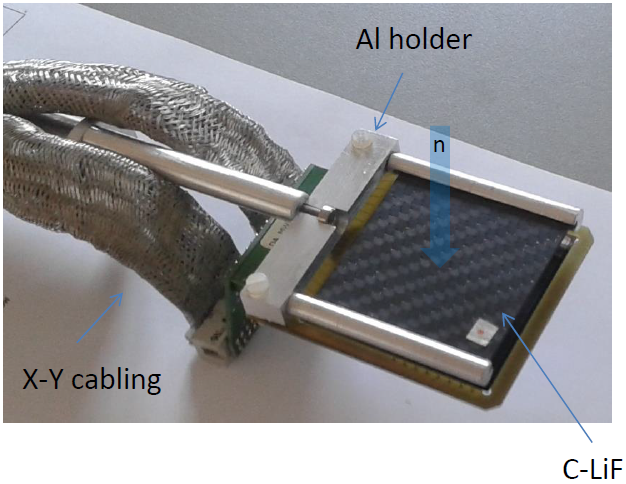 Al holder
n
X-Y cabling
C-LiF